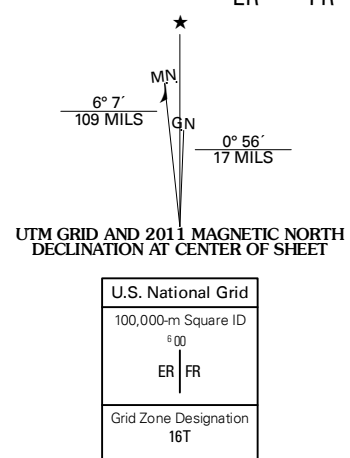 ER FR
★
MN
6° 7´
109 MILS
GN
0° 56´
17 MILS
UTM GRID AND 2011 MAGNETIC NORTH
DECLINATION AT CENTER OF SHEET
U.S. National Grid
100,000-m Square ID
⁶00
ER FR
Grid Zone Designation
16T